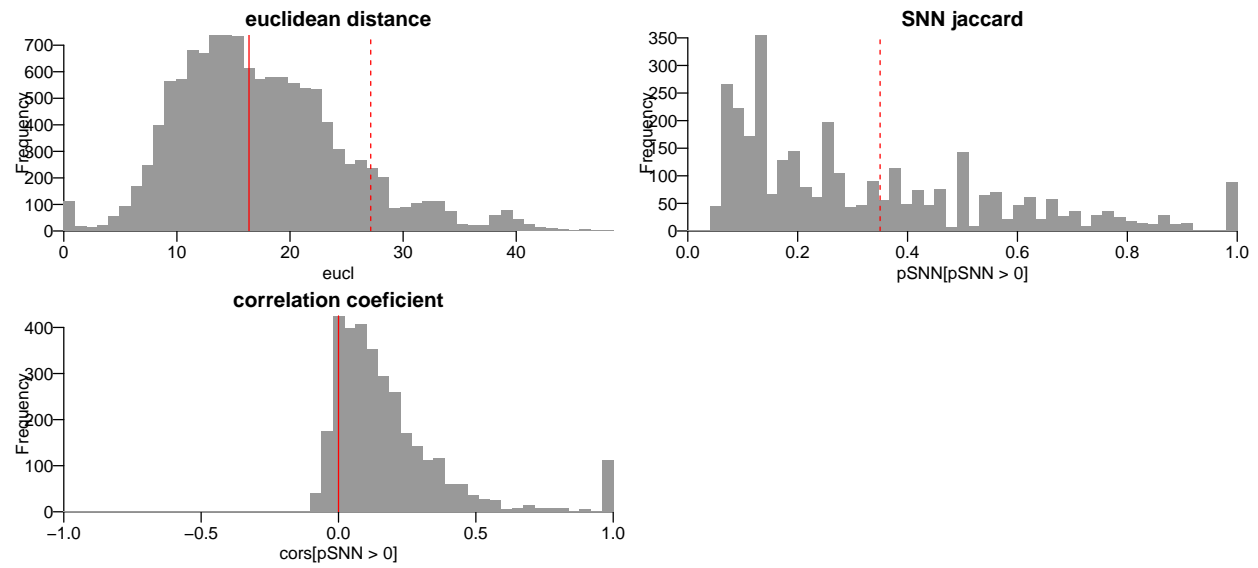 euclidean distance
Frequency
700
600
500
400
300
200
100
0
0 10 20 30 40
eucl
SNN jaccard
Frequency
350
300
250
200
150
100
50
0
0.0 0.2 0.4 0.6 0.8 1.0
pSNN[pSNN > 0]
correlation coeficient
Frequency
400
300
200
100
0
−1.0 −0.5 0.0 0.5 1.0
cors[pSNN > 0]